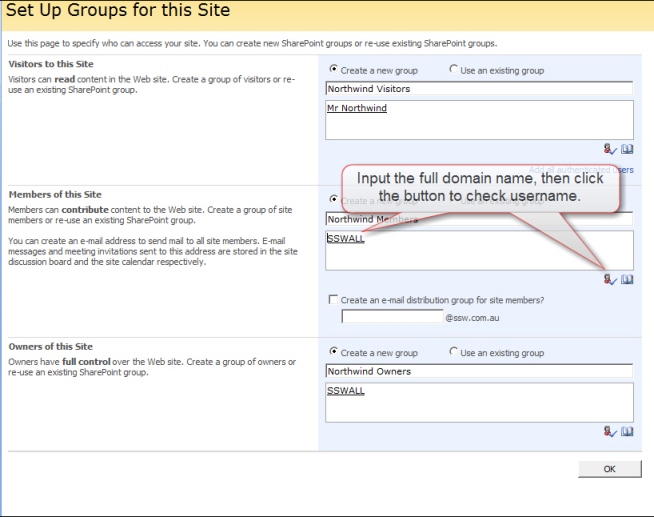 Set Up Groups for this Site
Use this page to specify who can access your site. You can create new SharePoint groups or re-use existing SharePoint groups.
Visitors to this Site
Visitors can read content in the Web site. Create a group of visitors or re-
use an existing SharePoint group.
Create a new group Use an existing group
Northwind Visitors
Mr Northwind
Add all authenticated users
Input the full domain name, then click
the button to check username.
Members of this Site
Members can contribute content to the Web site. Create a group of site
members or re-use an existing SharePoint group.
You can create an e-mail address to send mail to all site members. E-mail
messages and meeting invitations sent to this address are stored in the site
discussion board and the site calendar respectively.
Create a new group Use an existing group
Northwind Members
SSWALL
Create an e-mail distribution group for site members?
@ssw.com.au
Owners of this Site
Owners have full control over the Web site. Create a group of owners or
re-use an existing SharePoint group.
Create a new group Use an existing group
Northwind Owners
SSWALL
OK